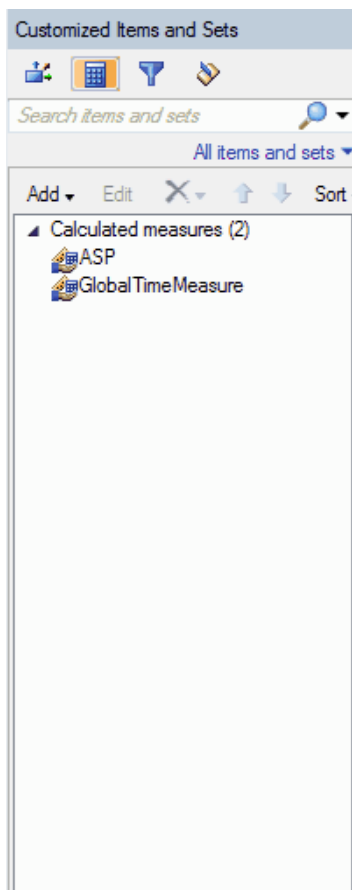 Customized Items and Sets
Search items and sets
All items and sets
Add Edit Sort
Calculated measures (2)
ASP
GlobalTimeMeasure